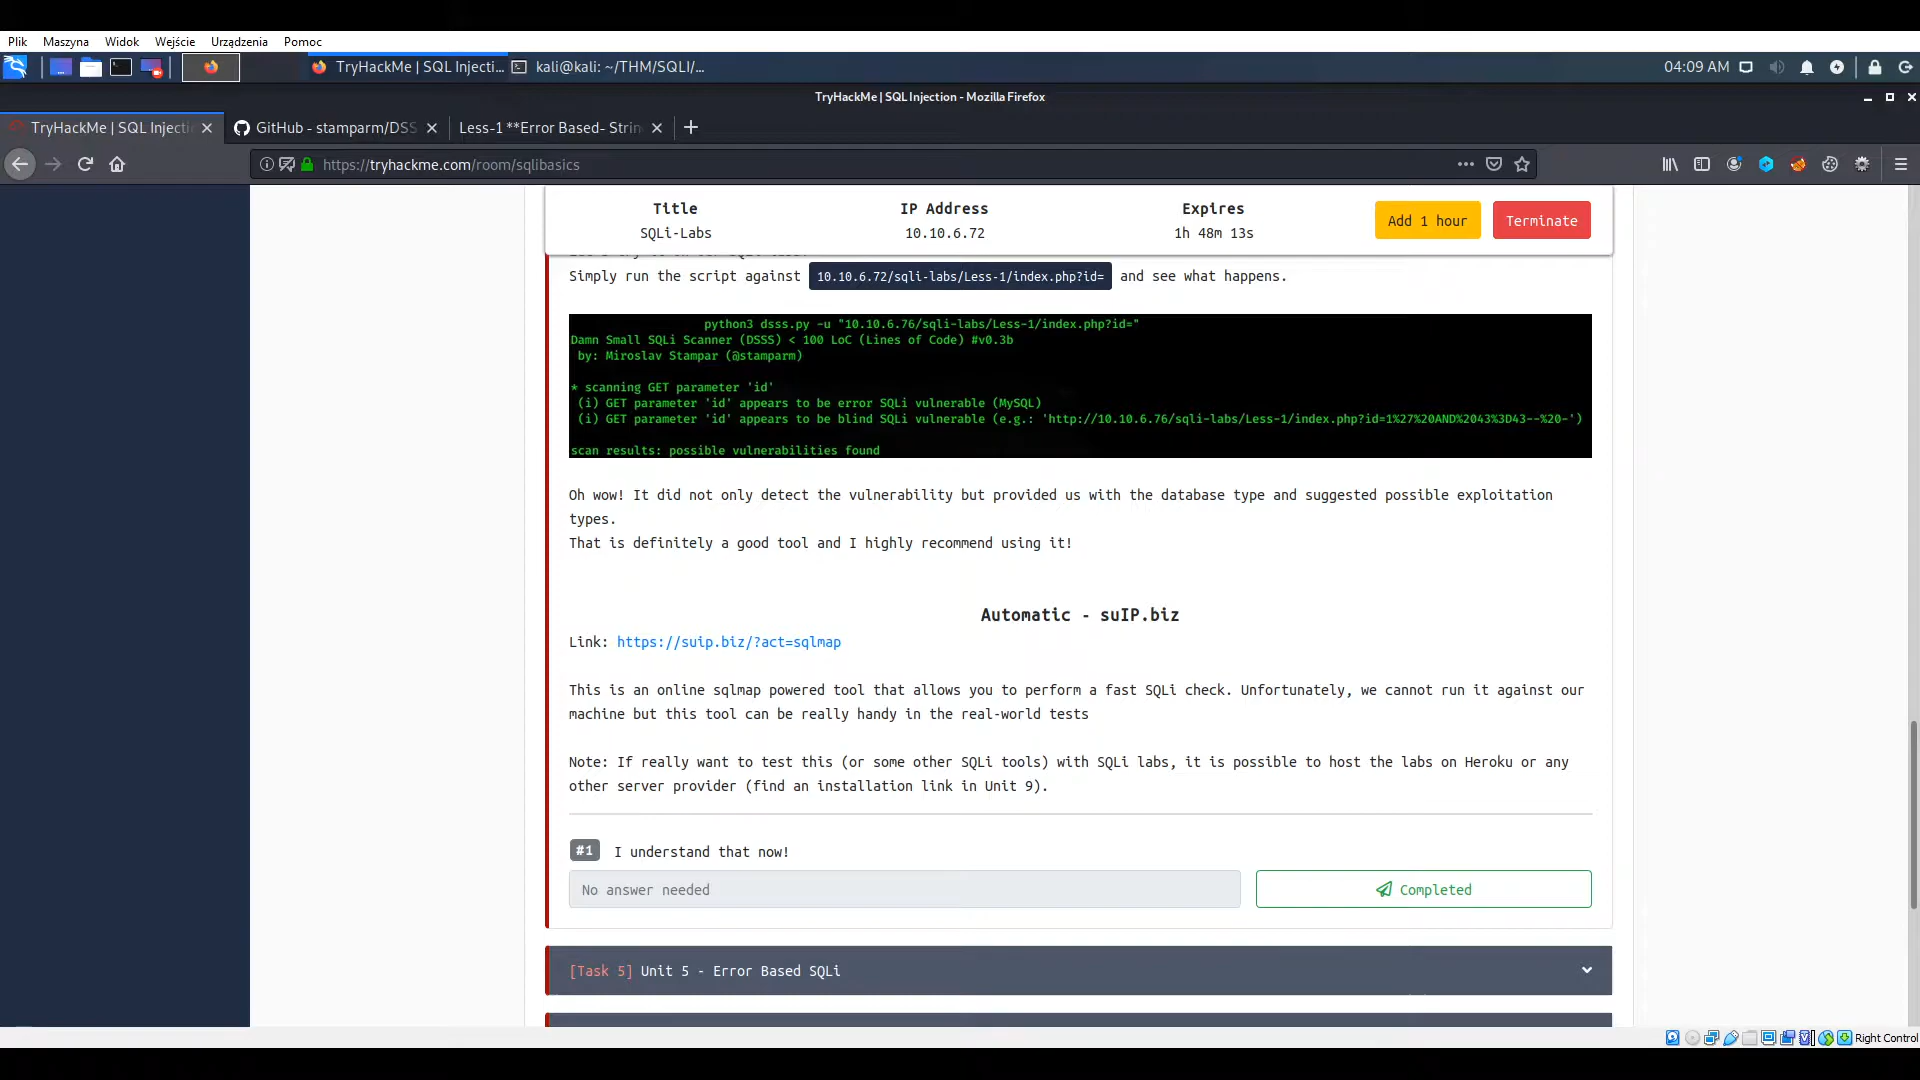 Plik Maszyna Widok Wejście Urządzenia Pomoc
TryHackMe | SQL Injecti... kali@kali: ~/THM/SQLI/... 04:09 AM
TryHackMe | SQL Injection - Mozilla Firefox
TryHackMe | SQL Injecti GitHub - stamparm/DSS Less-1 **Error Based- Strin
https://tryhackme.com/room/sqlibasics
Title IP Address Expires
SQLi-Labs 10.10.6.72 1h 48m 13s
Add 1 hour Terminate
Simply run the script against 10.10.6.72/sqli-labs/Less-1/index.php?id= and see what happens.
python3 dsss.py -u "10.10.6.76/sqli-labs/Less-1/index.php?id="
Damn Small SQLi Scanner (DSSS) < 100 LoC (Lines of Code) #v0.3b
by: Miroslav Stampar (@stamparm)
* scanning GET parameter 'id'
(i) GET parameter 'id' appears to be error SQLi vulnerable (MySQL)
(i) GET parameter 'id' appears to be blind SQLi vulnerable (e.g.: 'http://10.10.6.76/sqli-labs/Less-1/index.php?id=1%27%20AND%2043%3D43--%20-')
scan results: possible vulnerabilities found
Oh wow! It did not only detect the vulnerability but provided us with the database type and suggested possible exploitation
types.
That is definitely a good tool and I highly recommend using it!
Automatic - suIP.biz
Link: https://suip.biz/?act=sqlmap
This is an online sqlmap powered tool that allows you to perform a fast SQLi check. Unfortunately, we cannot run it against our
machine but this tool can be really handy in the real-world tests
Note: If really want to test this (or some other SQLi tools) with SQLi labs, it is possible to host the labs on Heroku or any
other server provider (find an installation link in Unit 9).
#1 I understand that now!
No answer needed Completed
[Task 5] Unit 5 - Error Based SQLi
Right Control